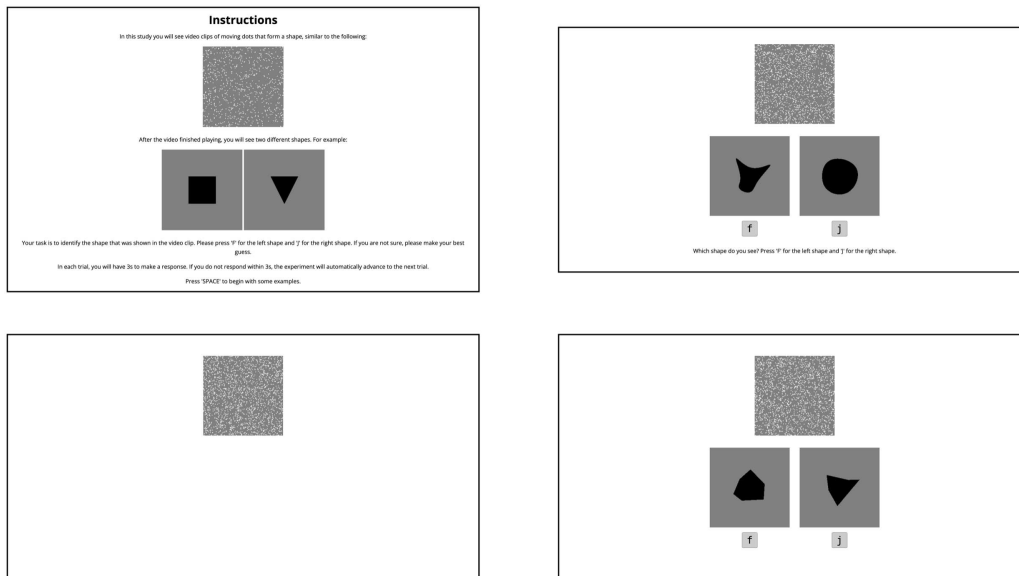 Instructions
In this study you will see video clips of moving dots that form a shape, similar to the following:
After the video finished playing, you will see two different shapes. For example:
Your task is to identify the shape that was shown in the video clip. Please press 'F' for the left shape and 'J' for the right shape. If you are not sure, please make your best
guess.
In each trial, you will have 3s to make a response. If you do not respond within 3s, the experiment will automatically advance to the next trial.
Press 'SPACE' to begin with some examples.
f
j
Which shape do you see? Press 'F' for the left shape and 'J' for the right shape.
f
j